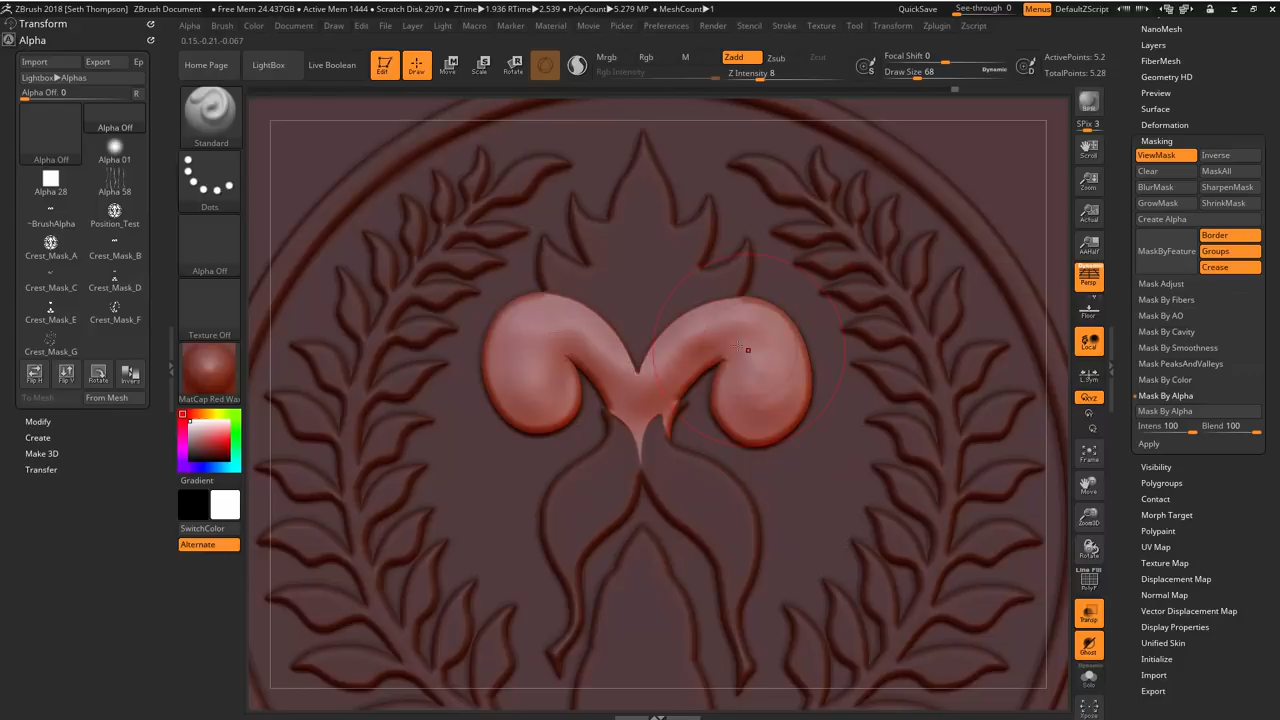 ZBrush 2018 [Seth Thompson] ZBrush Document • Free Mem 24.437GB • Active Mem 1444 • Scratch Disk 2970 • ZTime▶1.936 RTime▶2.539 • PolyCount▶5.279 MP • MeshCount▶1 QuickSave See-through 0 Menus DefaultZScript
Transform
Alpha Brush Color Document Draw Edit File Layer Light Macro Marker Material Movie Picker Preferences Render Stencil Stroke Texture Tool Transform Zplugin Zscript
Alpha
0.15,-0.21,-0.067
Import Export Ep
Lightbox▶Alphas
Alpha Off. 0 R
Alpha Off
Alpha Off
Alpha 01
Alpha 28
Alpha 58
~BrushAlpha
Position_Test
Crest_Mask_A
Crest_Mask_B
Crest_Mask_C
Crest_Mask_D
Crest_Mask_E
Crest_Mask_F
Crest_Mask_G
Flip H Flip V Rotate Invers
To Mesh From Mesh
Modify
Create
Make 3D
Transfer
Home Page LightBox Live Boolean
Edit Draw Move Scale Rotate
Mrgb Rgb M
Rgb Intensity
Zadd Zsub Zcut
Z Intensity 8
S
Focal Shift 0
Draw Size 68
Dynamic
D
ActivePoints: 5.2
TotalPoints: 5.28
Standard
Dots
Alpha Off
Texture Off
MatCap Red Wa
Gradient
SwitchColor
Alternate
BPR
SPix 3
Scroll
Zoom
Actual
AAHalf
Dynamic
Persp
Floor
Local
L.Sym
XYZ
Frame
Move
Zoom3D
Rotate
Line Fill
PolyF
Transp
Ghost
Dynamic
Solo
Xpose
NanoMesh
Layers
FiberMesh
Geometry HD
Preview
Surface
Deformation
Masking
ViewMask Inverse
Clear MaskAll
BlurMask SharpenMask
GrowMask ShrinkMask
Create Alpha
MaskByFeature
Border
Groups
Crease
Mask Adjust
Mask By Fibers
Mask By AO
Mask By Cavity
Mask By Smoothness
Mask PeaksAndValleys
Mask By Color
Mask By Alpha
Mask By Alpha
Intens 100 Blend 100
Apply
Visibility
Polygroups
Contact
Morph Target
Polypaint
UV Map
Texture Map
Displacement Map
Normal Map
Vector Displacement Map
Display Properties
Unified Skin
Initialize
Import
Export